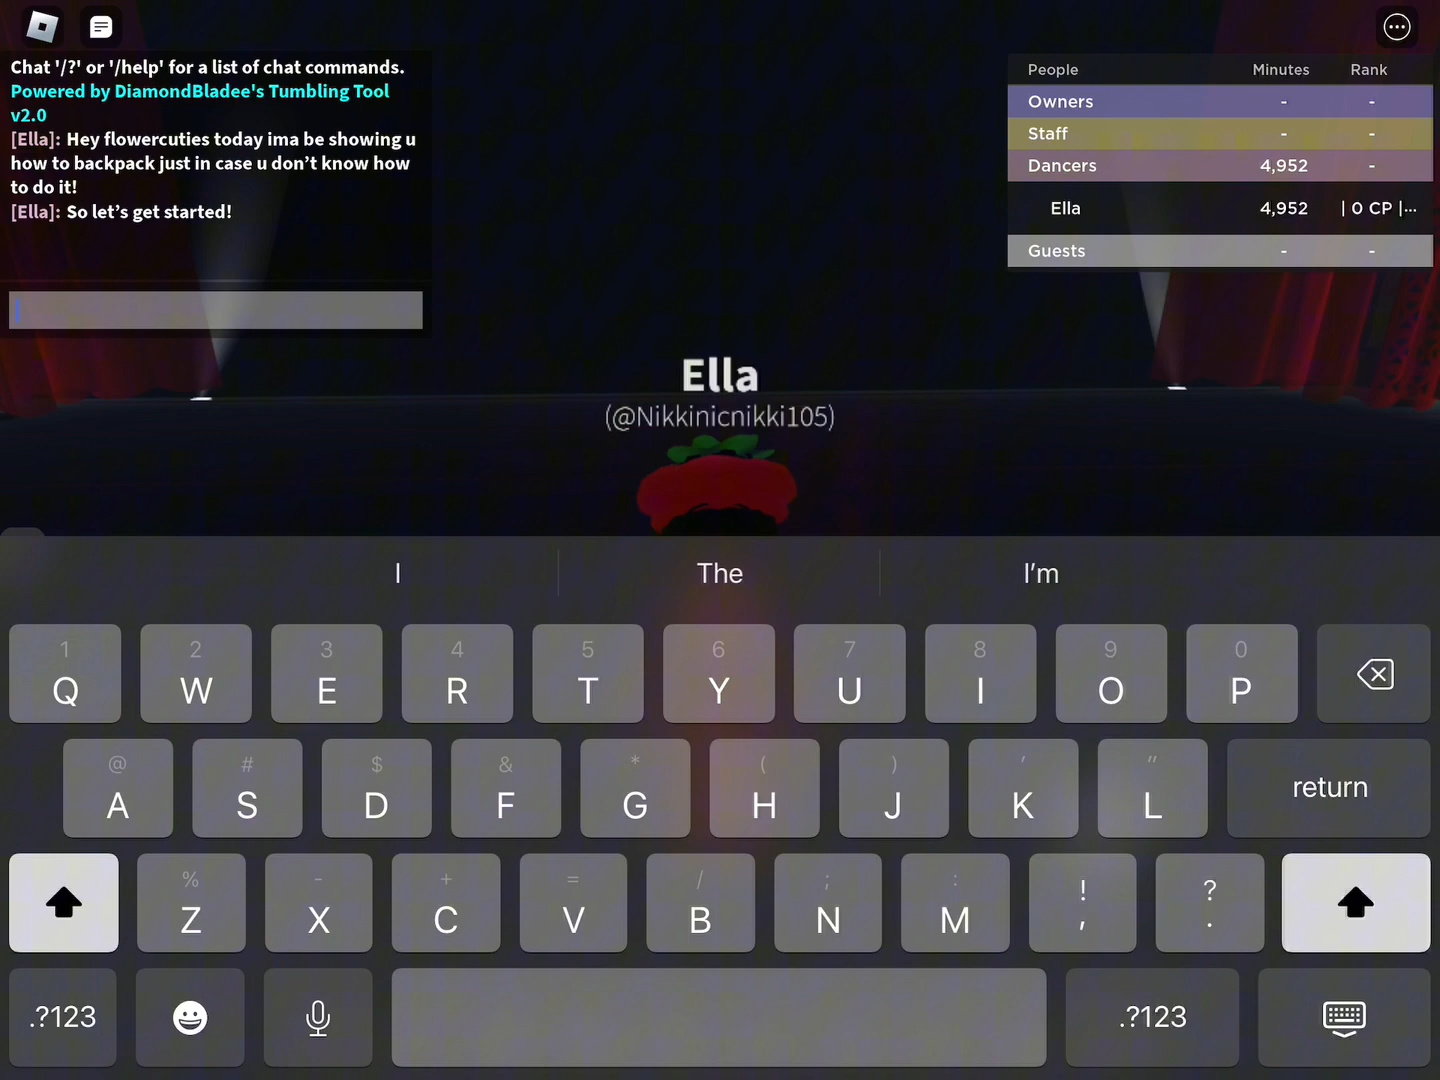 Chat '/?' or '/help' for a list of chat commands.
Powered by DiamondBladee's Tumbling Tool
v2.0
[Ella]: Hey flowercuties today ima be showing u
how to backpack just in case u don’t know how
to do it!
[Ella]: So let’s get started!
People Minutes Rank
Owners - -
Staff - -
Dancers 4,952 -
Ella 4,952 | 0 CP |...
Guests - -
Ella
(@Nikkinicnikki105)
I The I’m
1 2 3 4 5 6 7 8 9 0
Q W E R T Y U I O P
@ # $ & * ( ) ' "
A S D F G H J K L return
% - + = / ; : ! ?
Z X C V B N M , .
.?123 .?123